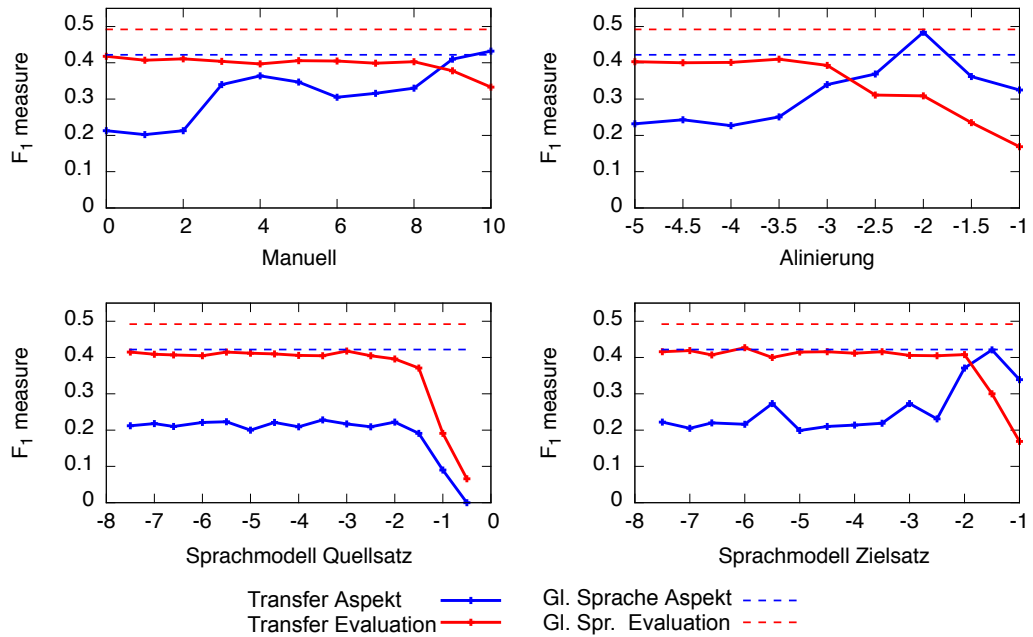 0.5
0.4
0.3
0.2
0.1
0
F1 measure
0 2 4 6 8 10
Manuell
0.5
0.4
0.3
0.2
0.1
0
F1 measure
-5 -4.5 -4 -3.5 -3 -2.5 -2 -1.5 -1
Alinierung
0.5
0.4
0.3
0.2
0.1
0
F1 measure
-8 -7 -6 -5 -4 -3 -2 -1 0
Sprachmodell Quellsatz
0.5
0.4
0.3
0.2
0.1
0
F1 measure
-8 -7 -6 -5 -4 -3 -2 -1
Sprachmodell Zielsatz
Transfer Aspekt
Transfer Evaluation
Gl. Sprache Aspekt
Gl. Spr. Evaluation